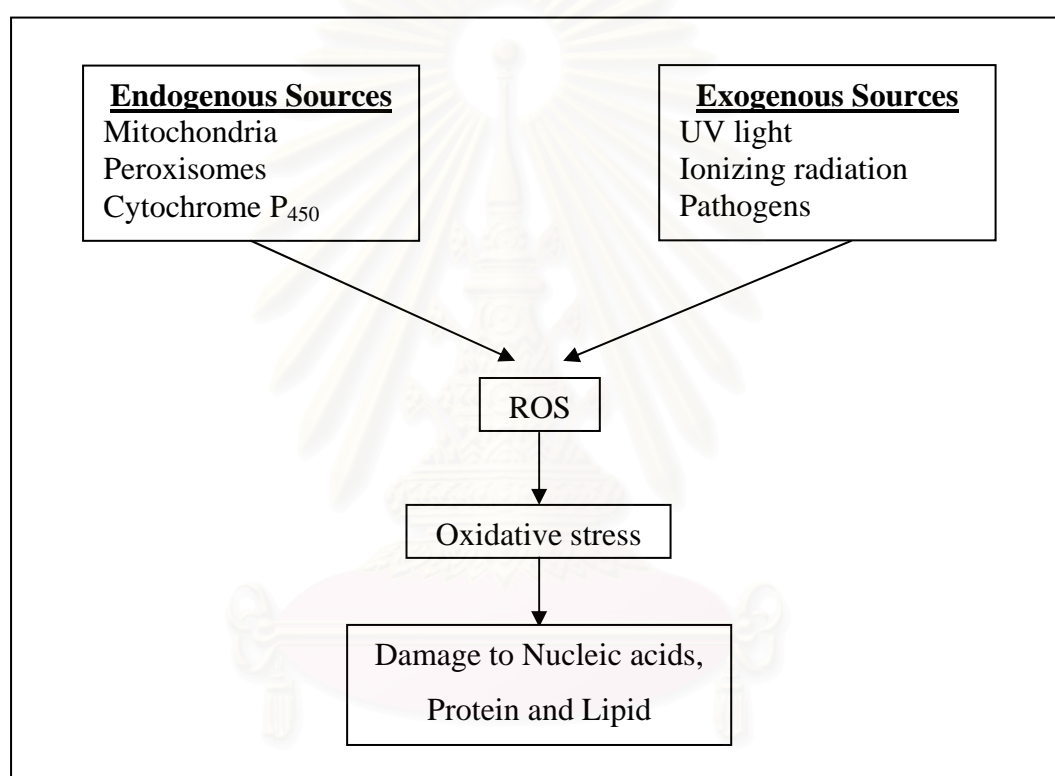 Endogenous Sources
Mitochondria
Peroxisomes
Cytochrome P450
Exogenous Sources
UV light
Ionizing radiation
Pathogens
ROS
Oxidative stress
Damage to Nucleic acids,
Protein and Lipid